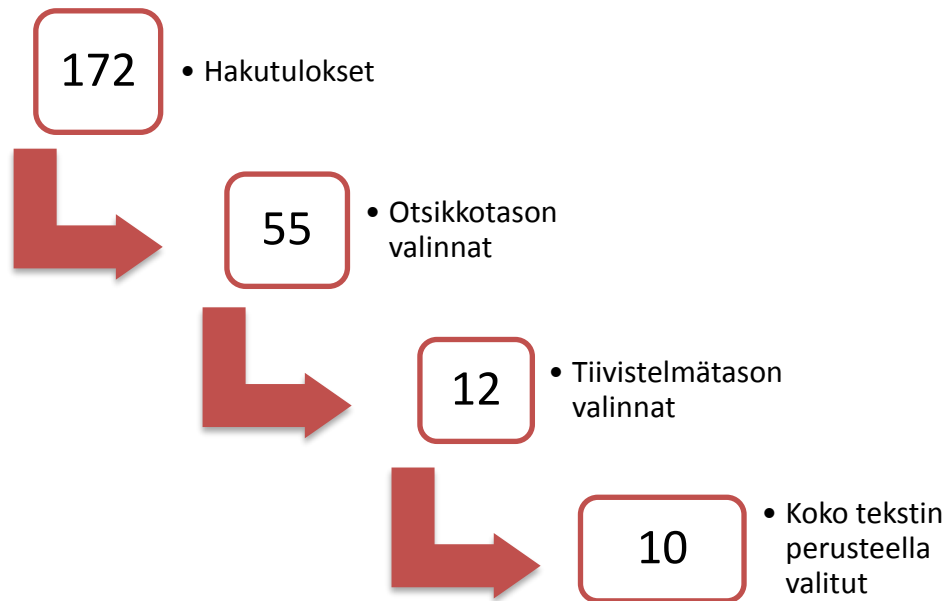 172
• Hakutulokset
55
• Otsikkotason
valinnat
12
• Tiivistelmätason
valinnat
10
• Koko tekstin
perusteella
valitut